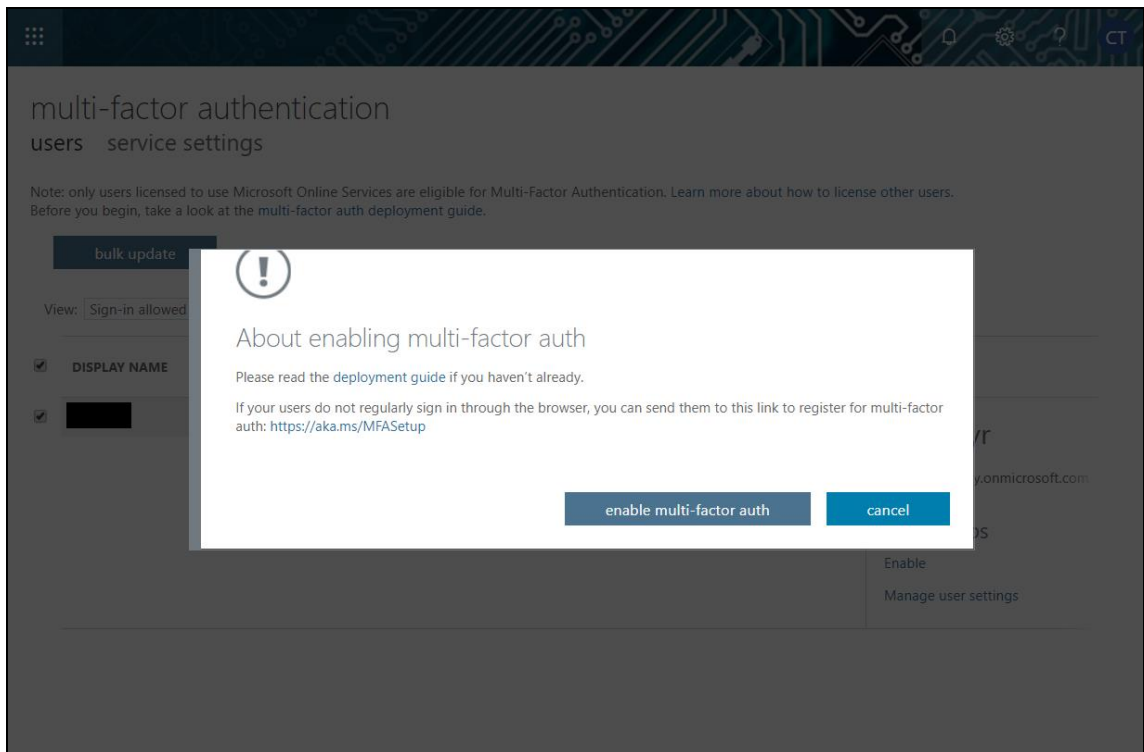 CT
multi-factor authentication
users service settings
Note: only users licensed to use Microsoft Online Services are eligible for Multi-Factor Authentication. Learn more about how to license other users.
Before you begin, take a look at the multi-factor auth deployment guide.
bulk update
View: Sign-in allowed
DISPLAY NAME
!
About enabling multi-factor auth
Please read the deployment guide if you haven't already.
If your users do not regularly sign in through the browser, you can send them to this link to register for multi-factor
auth: https://aka.ms/MFASetup
enable multi-factor auth cancel
yr
y.onmicrosoft.com
ps
Enable
Manage user settings